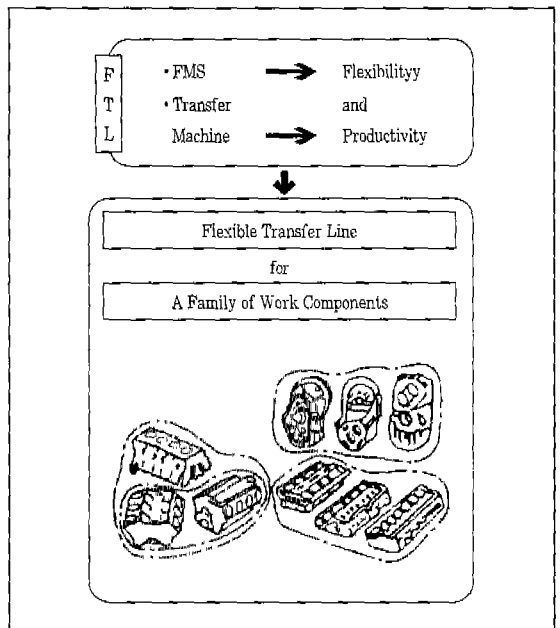 F
T
L
• FMS → Flexibilityy
• Transfer and
Machine → Productivity
Flexible Transfer Line
for
A Family of Work Components